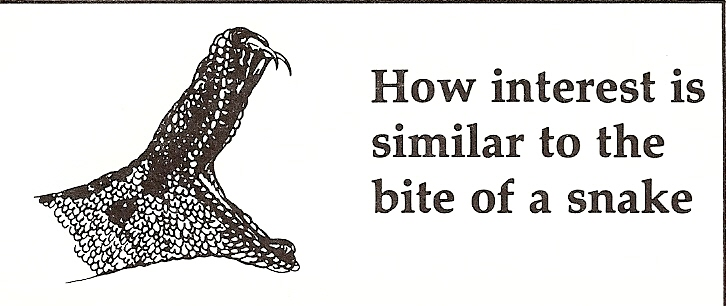 How interest is
similar to the
bite of a snake